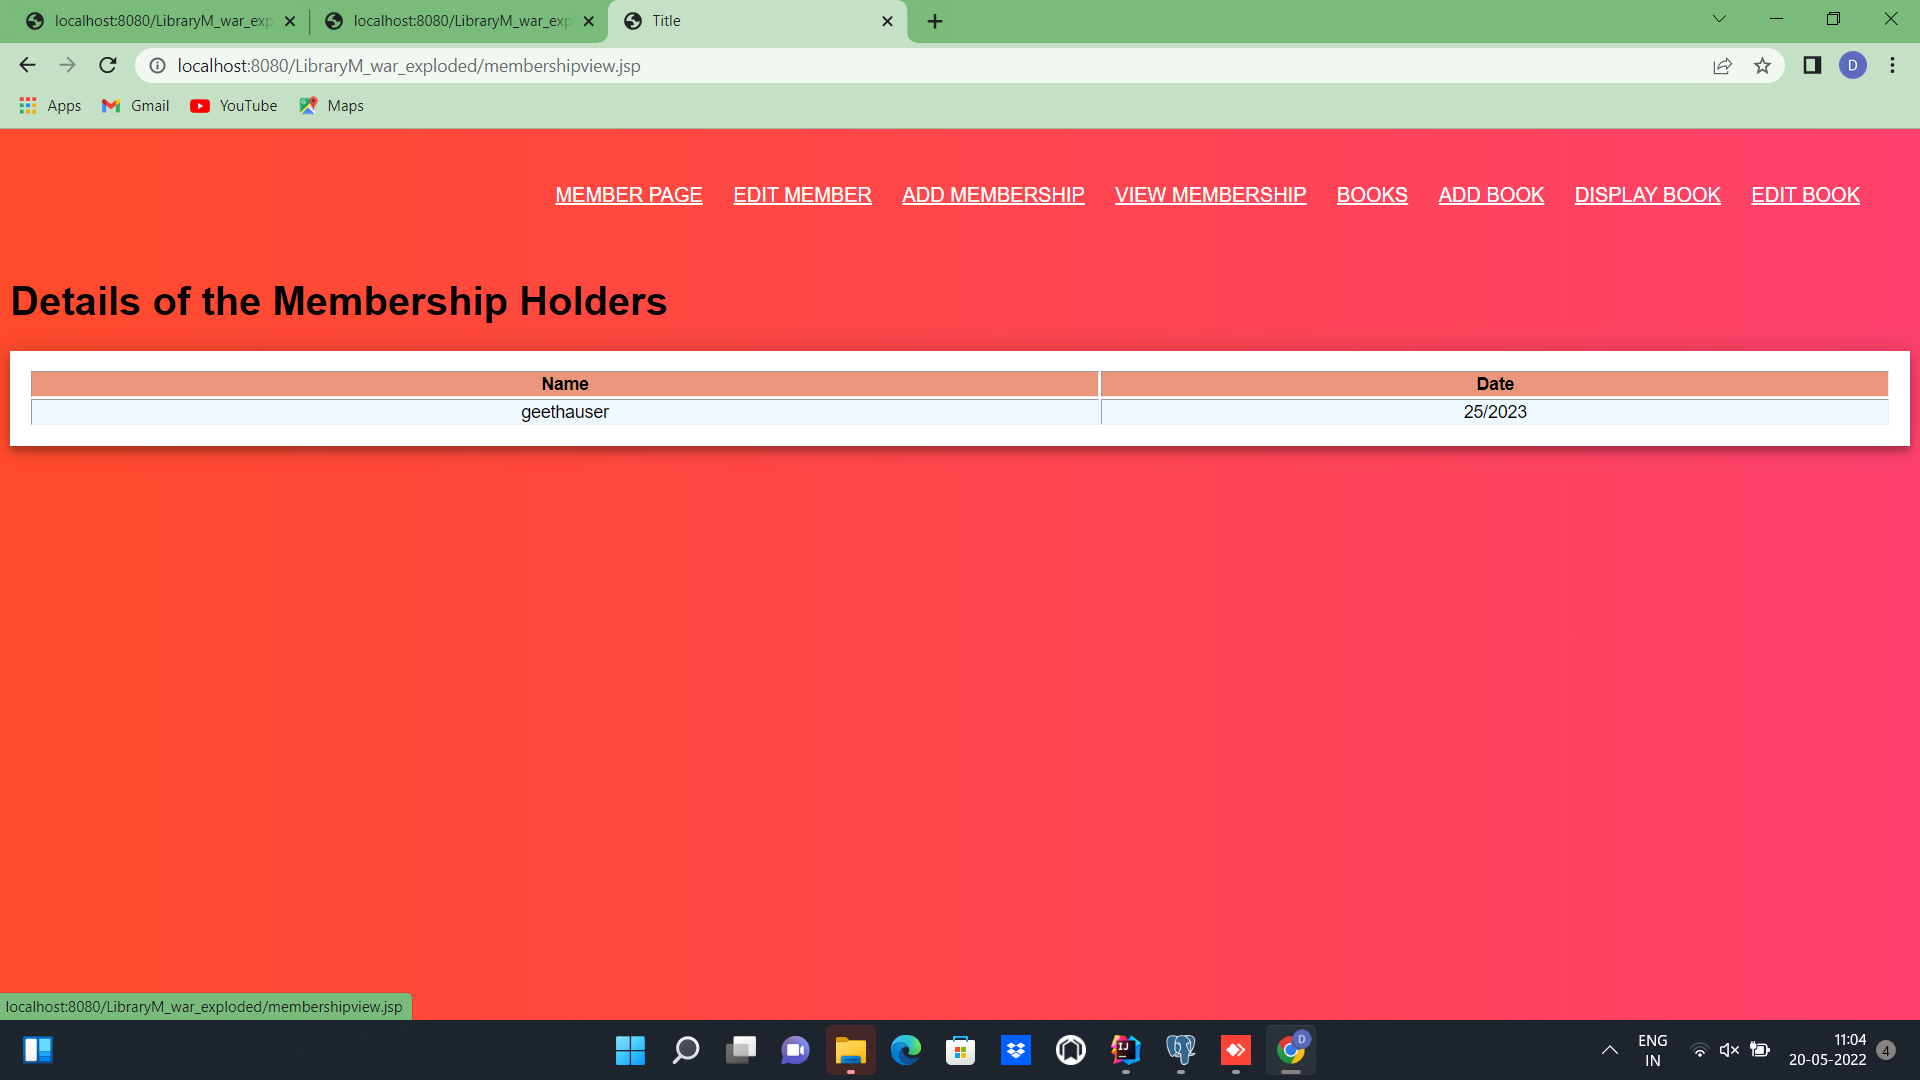 localhost:8080/LibraryM_war_exp
localhost:8080/LibraryM_war_exp
Title
localhost:8080/LibraryM_war_exploded/membershipview.jsp
D
Apps
Gmail
YouTube
Maps
MEMBER PAGE EDIT MEMBER ADD MEMBERSHIP VIEW MEMBERSHIP BOOKS ADD BOOK DISPLAY BOOK EDIT BOOK
Details of the Membership Holders
Name Date
geethauser 25/2023
localhost:8080/LibraryM_war_exploded/membershipview.jsp
IJ
D
ENG
IN
11:04
20-05-2022
4